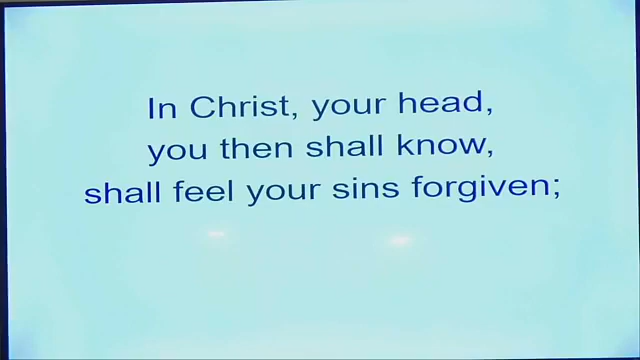 In Christ, your head,
you then shall know,
shall feel your sins forgiven;